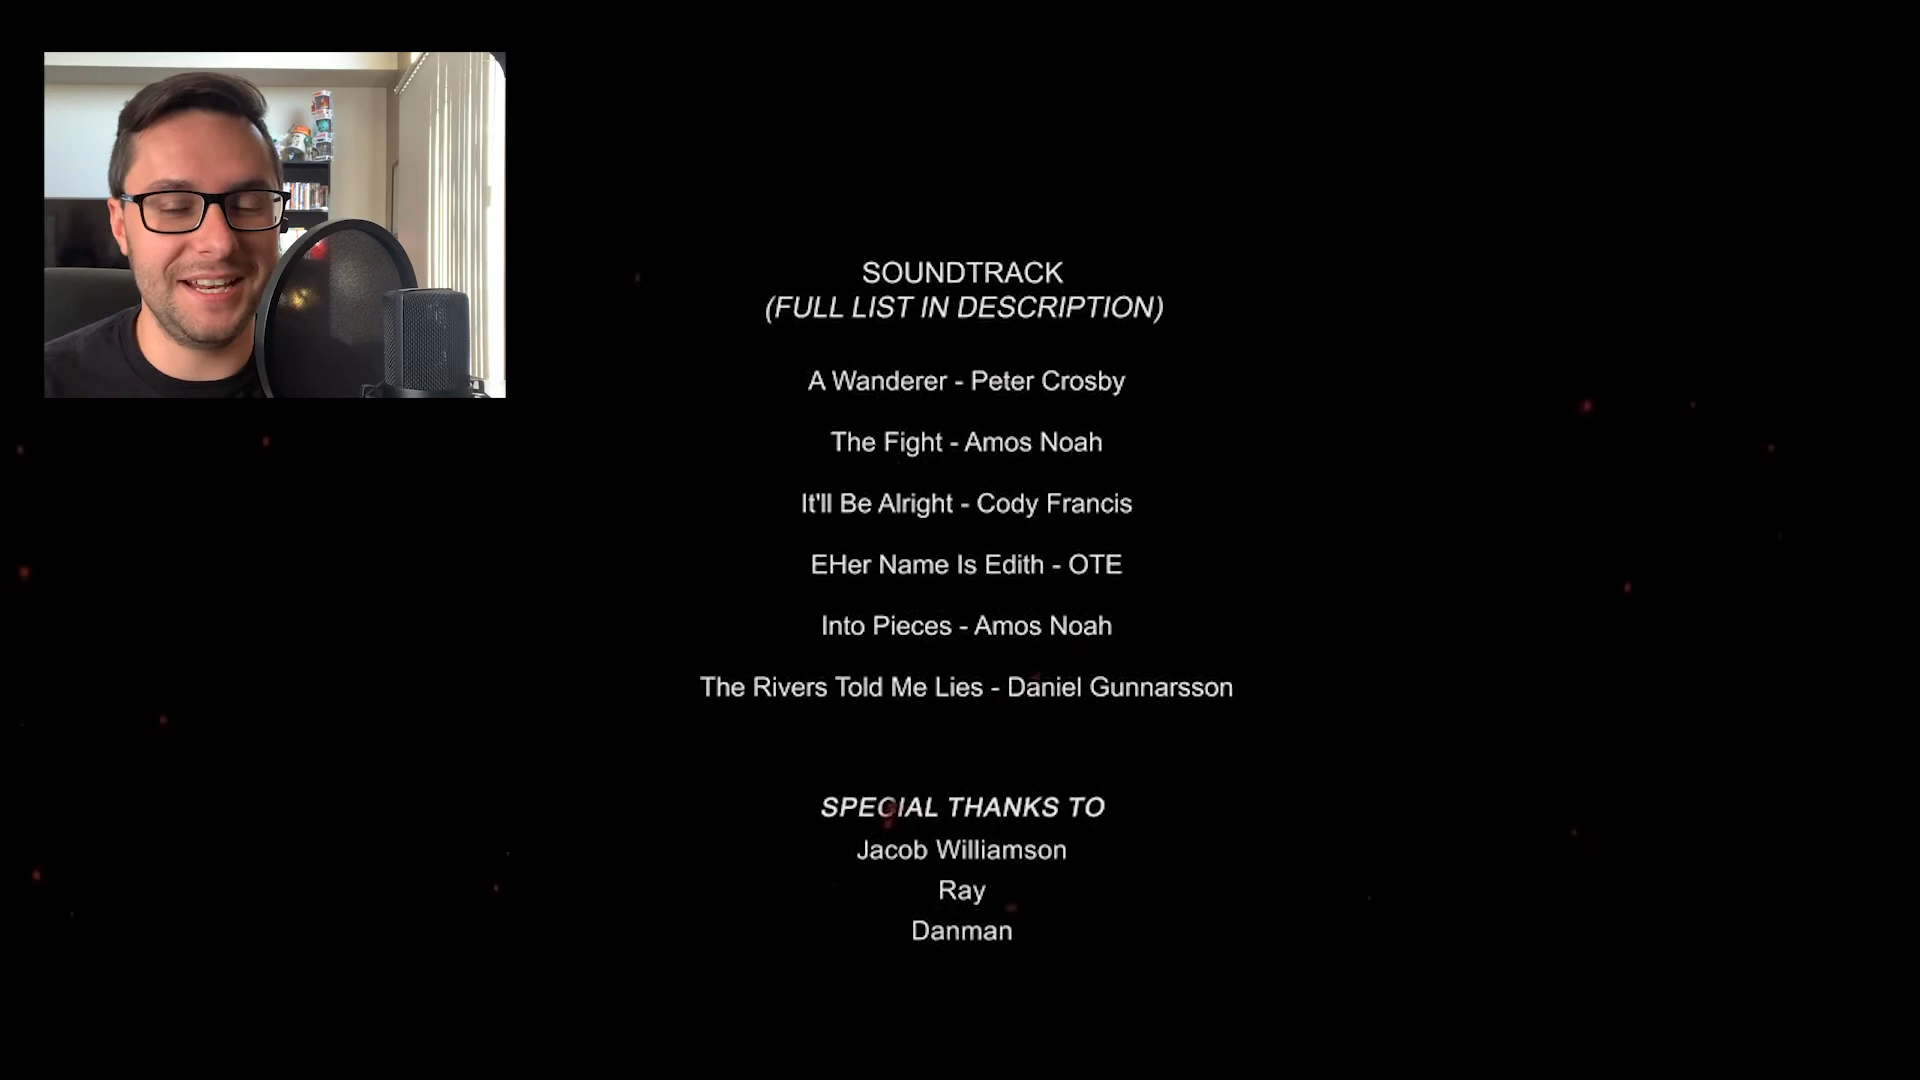 SOUNDTRACK
(FULL LIST IN DESCRIPTION)
A Wanderer - Peter Crosby
The Fight - Amos Noah
It'll Be Alright - Cody Francis
EHer Name Is Edith - OTE
Into Pieces - Amos Noah
The Rivers Told Me Lies - Daniel Gunnarsson
SPECIAL THANKS TO
Jacob Williamson
Ray
Danman